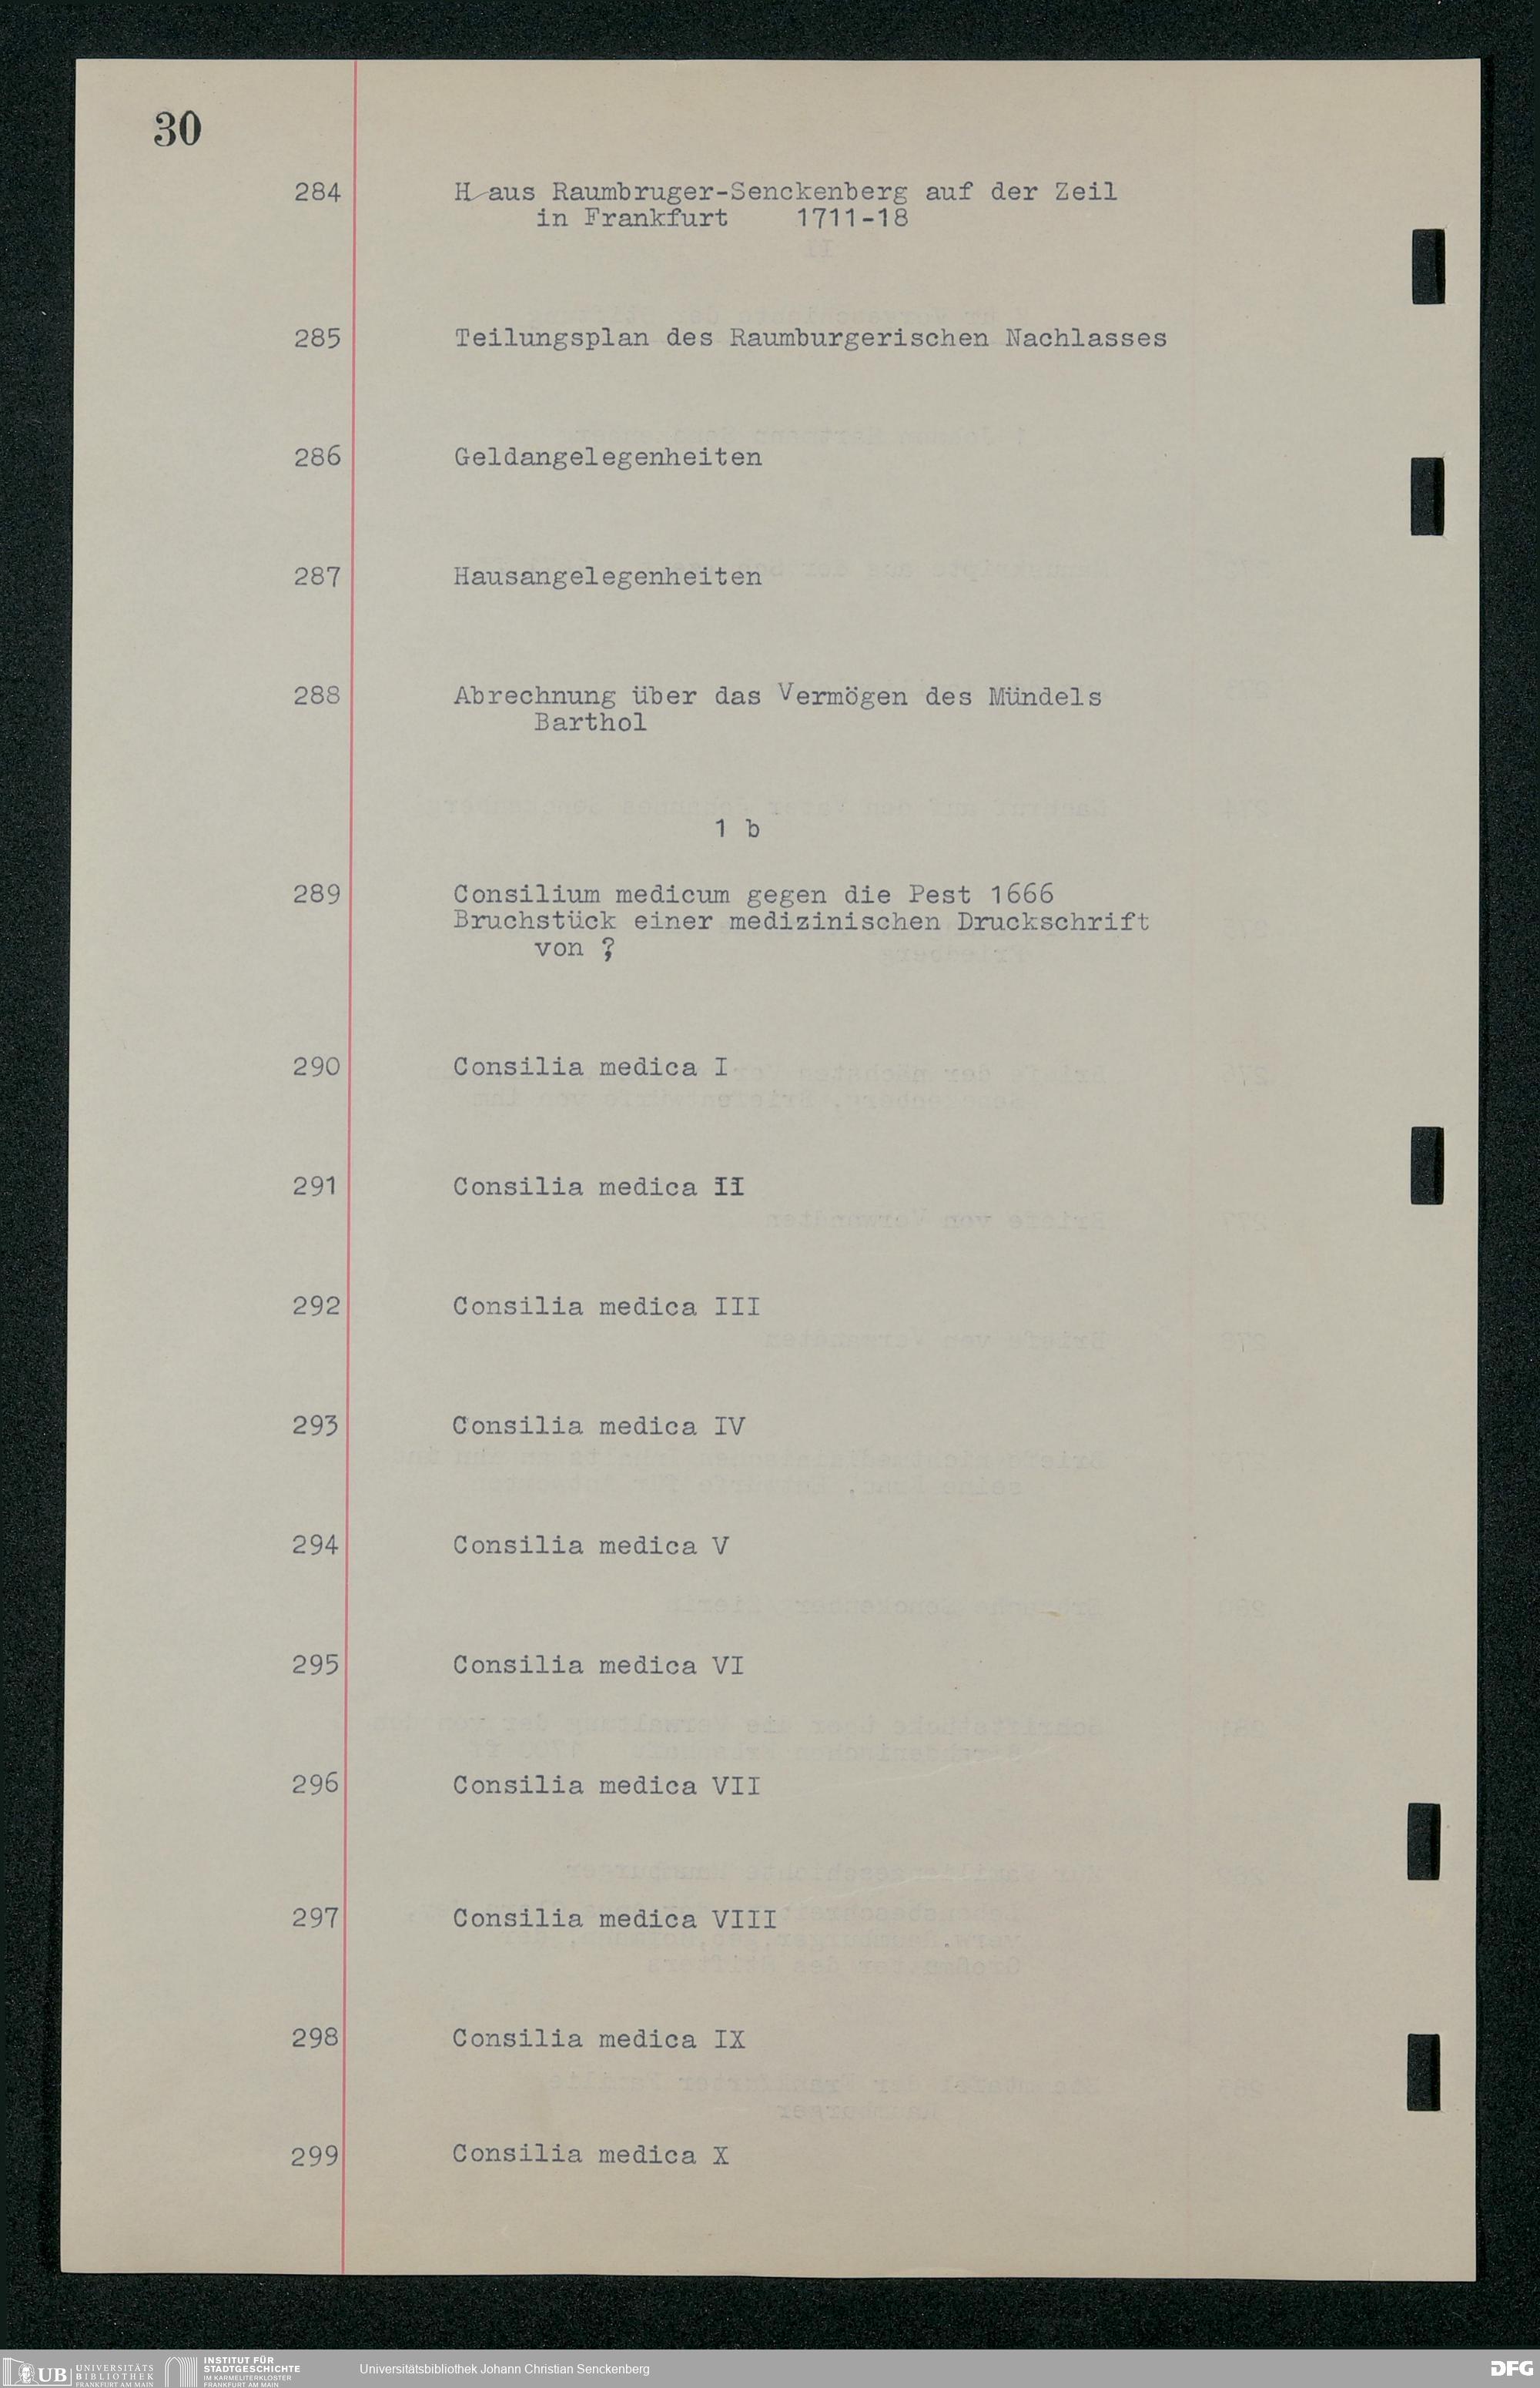 30
284 Haus Raumbruger-Senckenberg auf der Zeil
in Frankfurt 1711-18
285 Teilungsplan des Raumburgerischen Nachlasses
286 Geldangelegenheiten
287 Hausangelegenheiten
288 Abrechnung über das Vermögen des Mündels
Barthol
1 b
289 Consilium medicum gegen die Pest 1666
Bruchstück einer medizinischen Druckschrift
von ?
290 Consilia medica I
291 Consilia medica II
292 Consilia medica III
293 Consilia medica IV
294 Consilia medica V
295 Consilia medica VI
296 Consilia medica VII
297 Consilia medica VIII
298 Consilia medica IX
299 Consilia medica X
UB UNIVERSITÄTS
BIBLIOTHEK
FRANKFURT AM MAIN
INSTITUT FÜR
STADTGESCHICHTE
IM KARMELITERKLOSTER
FRANKFURT AM MAIN
Universitätsbibliothek Johann Christian Senckenberg
DFG